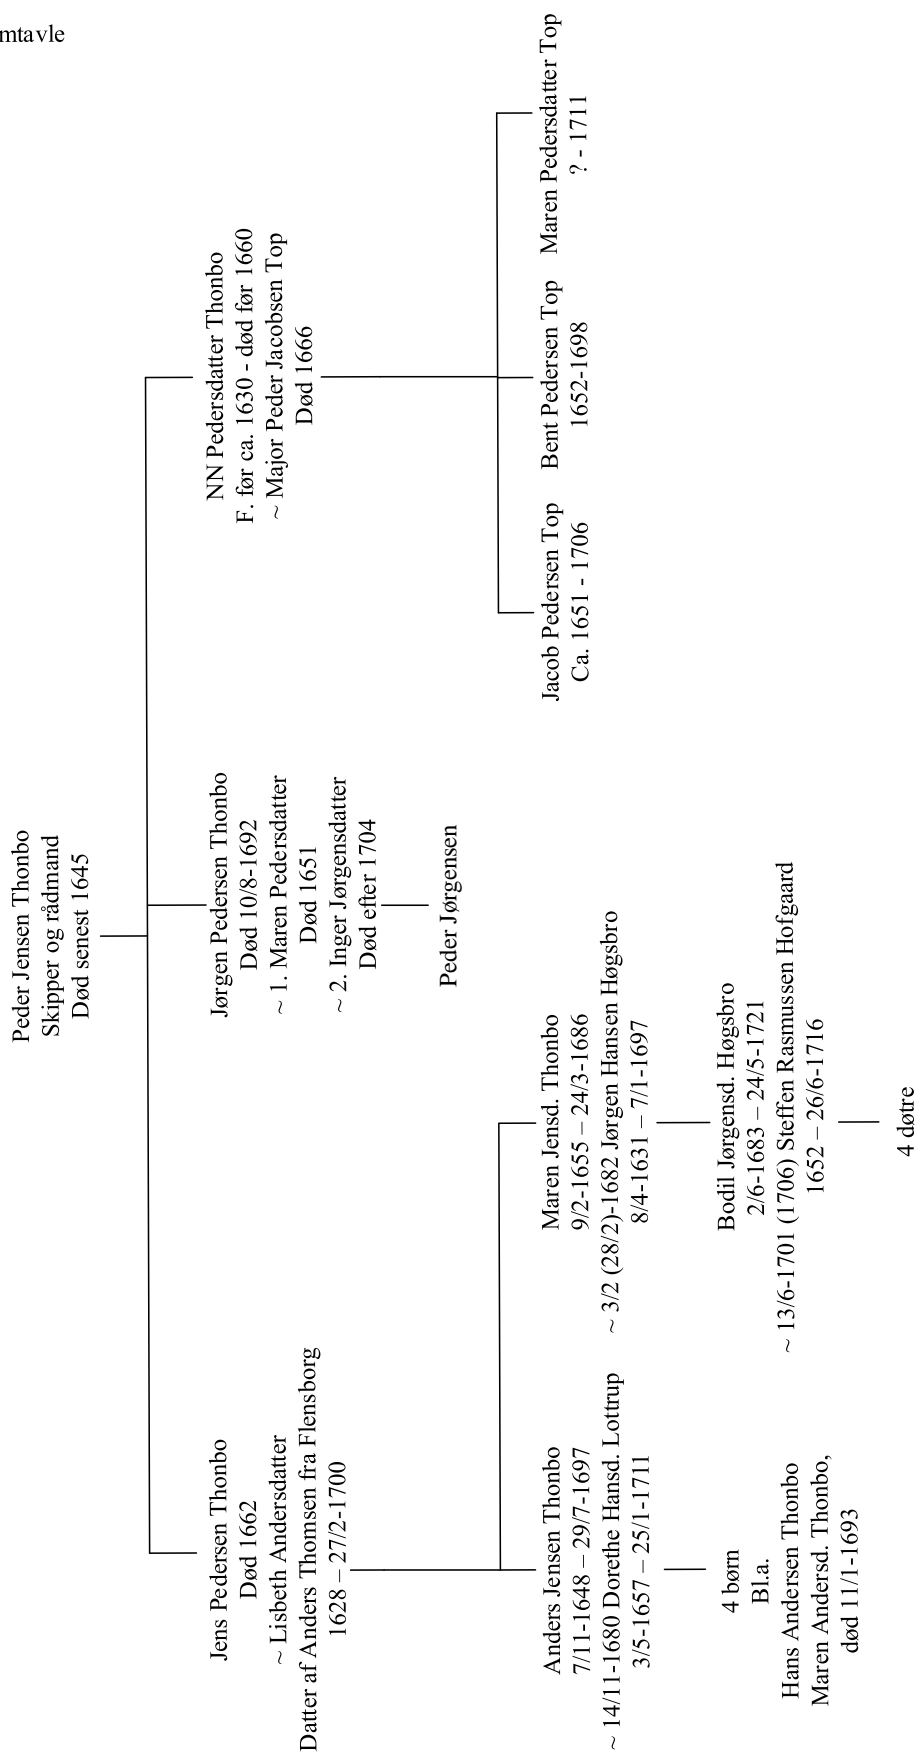 mtavle
Peder Jensen Thonbo
Skipper og rådmand
Død senest 1645
Jens Pedersen Thonbo
Død 1662
~ Lisbeth Andersdatter
Datter af Anders Thomsen fra Flensborg
1628 – 27/2-1700
Jørgen Pedersen Thonbo
Død 10/8-1692
~ 1. Maren Pedersdatter
Død 1651
~ 2. Inger Jørgensdatter
Død efter 1704
NN Pedersdatter Thonbo
F. før ca. 1630 - død før 1660
~ Major Peder Jacobsen Top
Død 1666
Peder Jørgensen
Anders Jensen Thonbo
7/11-1648 – 29/7-1697
~ 14/11-1680 Dorethe Hansd. Lottrup
3/5-1657 – 25/1-1711
Maren Jensd. Thonbo
9/2-1655 – 24/3-1686
~ 3/2 (28/2)-1682 Jørgen Hansen Høgsbro
8/4-1631 – 7/1-1697
Jacob Pedersen Top
Ca. 1651 - 1706
Bent Pedersen Top
1652-1698
Maren Pedersdatter Top
? - 1711
4 børn
Bl.a.
Hans Andersen Thonbo
Maren Andersd. Thonbo,
død 11/1-1693
Bodil Jørgensd. Høgsbro
2/6-1683 – 24/5-1721
~ 13/6-1701 (1706) Steffen Rasmussen Hofgaard
1652 – 26/6-1716
4 døtre